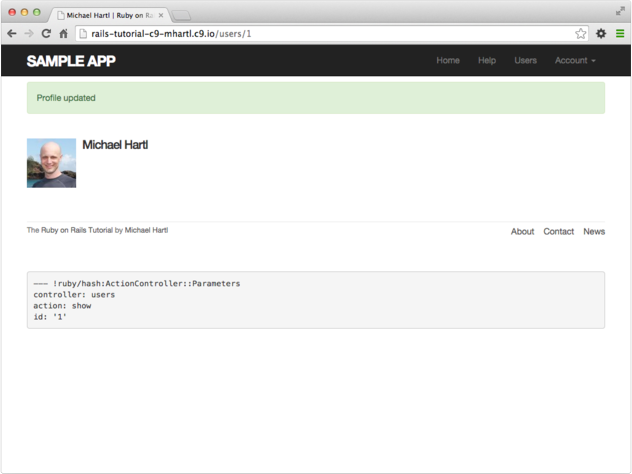 Michael Hartl | Ruby on Ra
rails-tutorial-c9-mhartl.c9.io/users/1
SAMPLE APP
Home Help Users Account
Profile updated
Michael Hartl
The Ruby on Rails Tutorial by Michael Hartl
About Contact News
--- !ruby/hash:ActionController::Parameters
controller: users
action: show
id: '1'